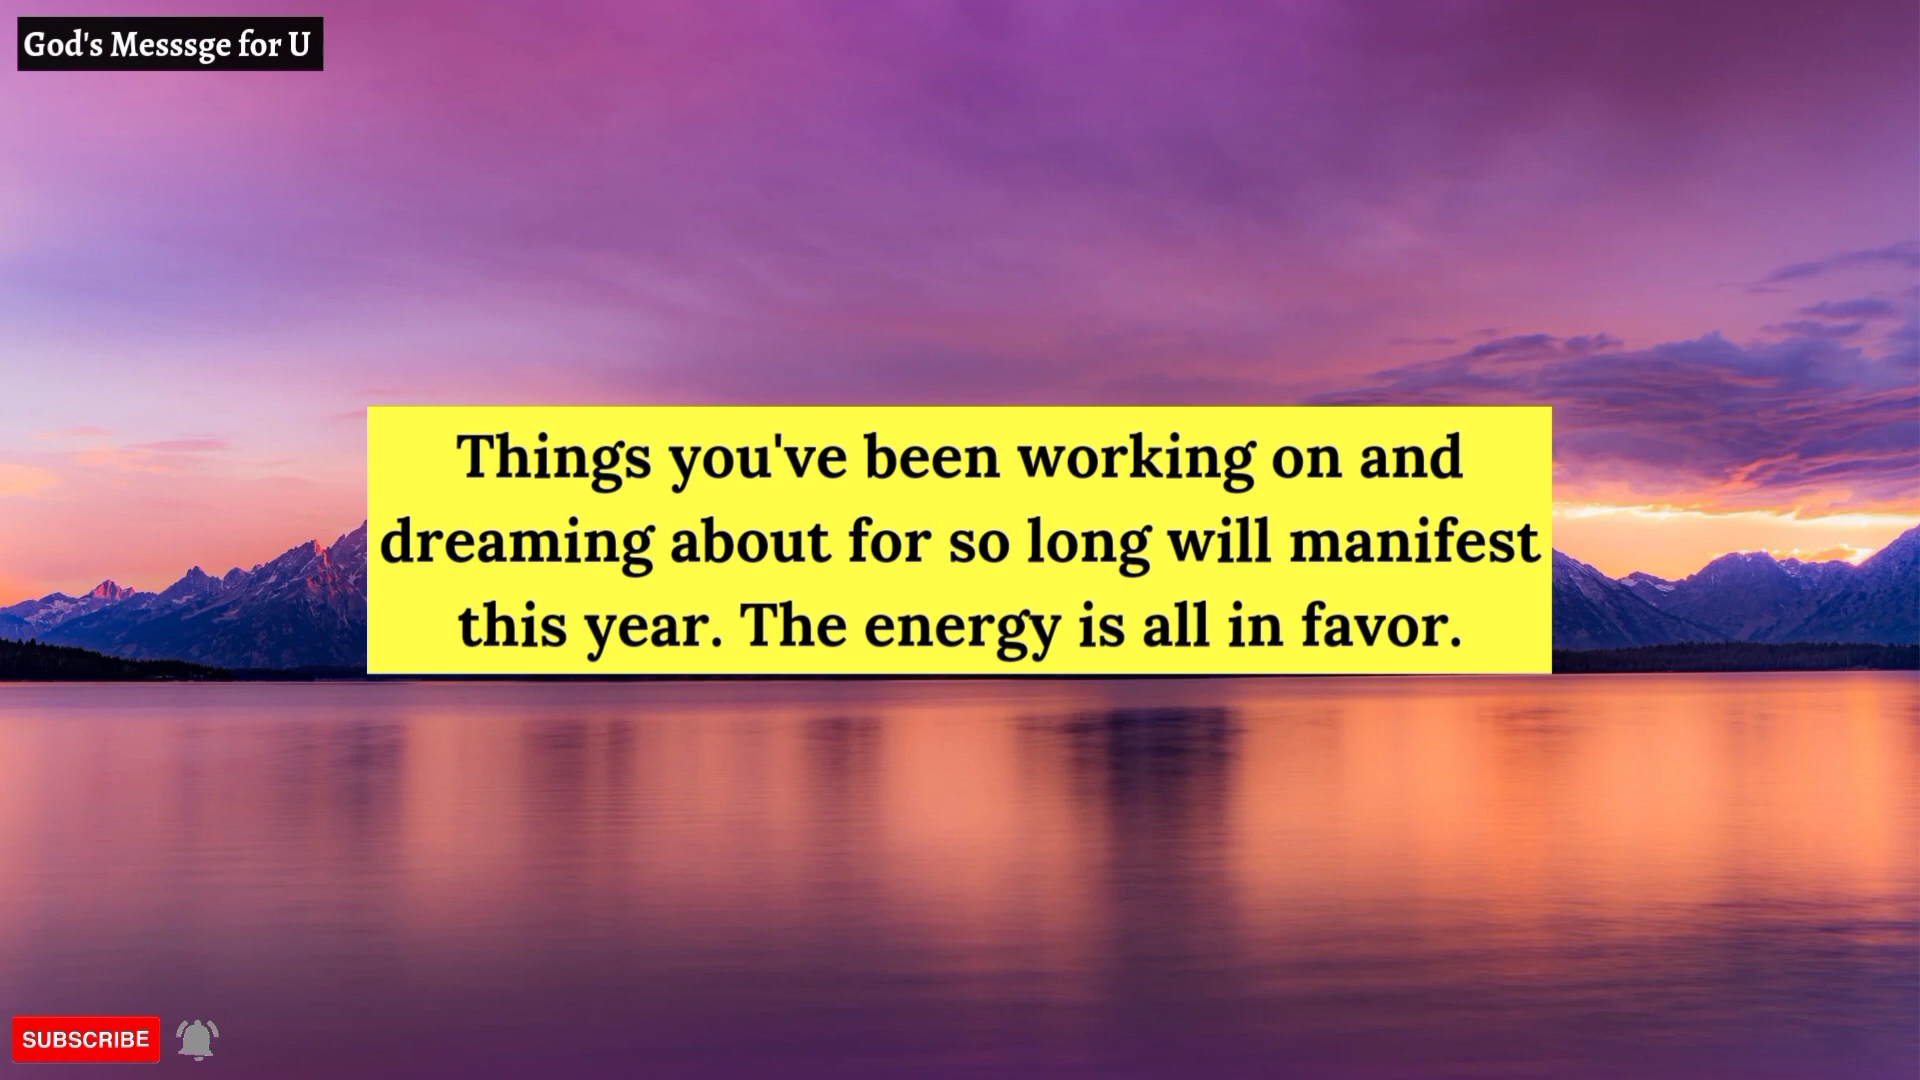 God's Messsge for U
Things you've been working on and
dreaming about for so long will manifest
this year. The energy is all in favor.
SUBSCRIBE